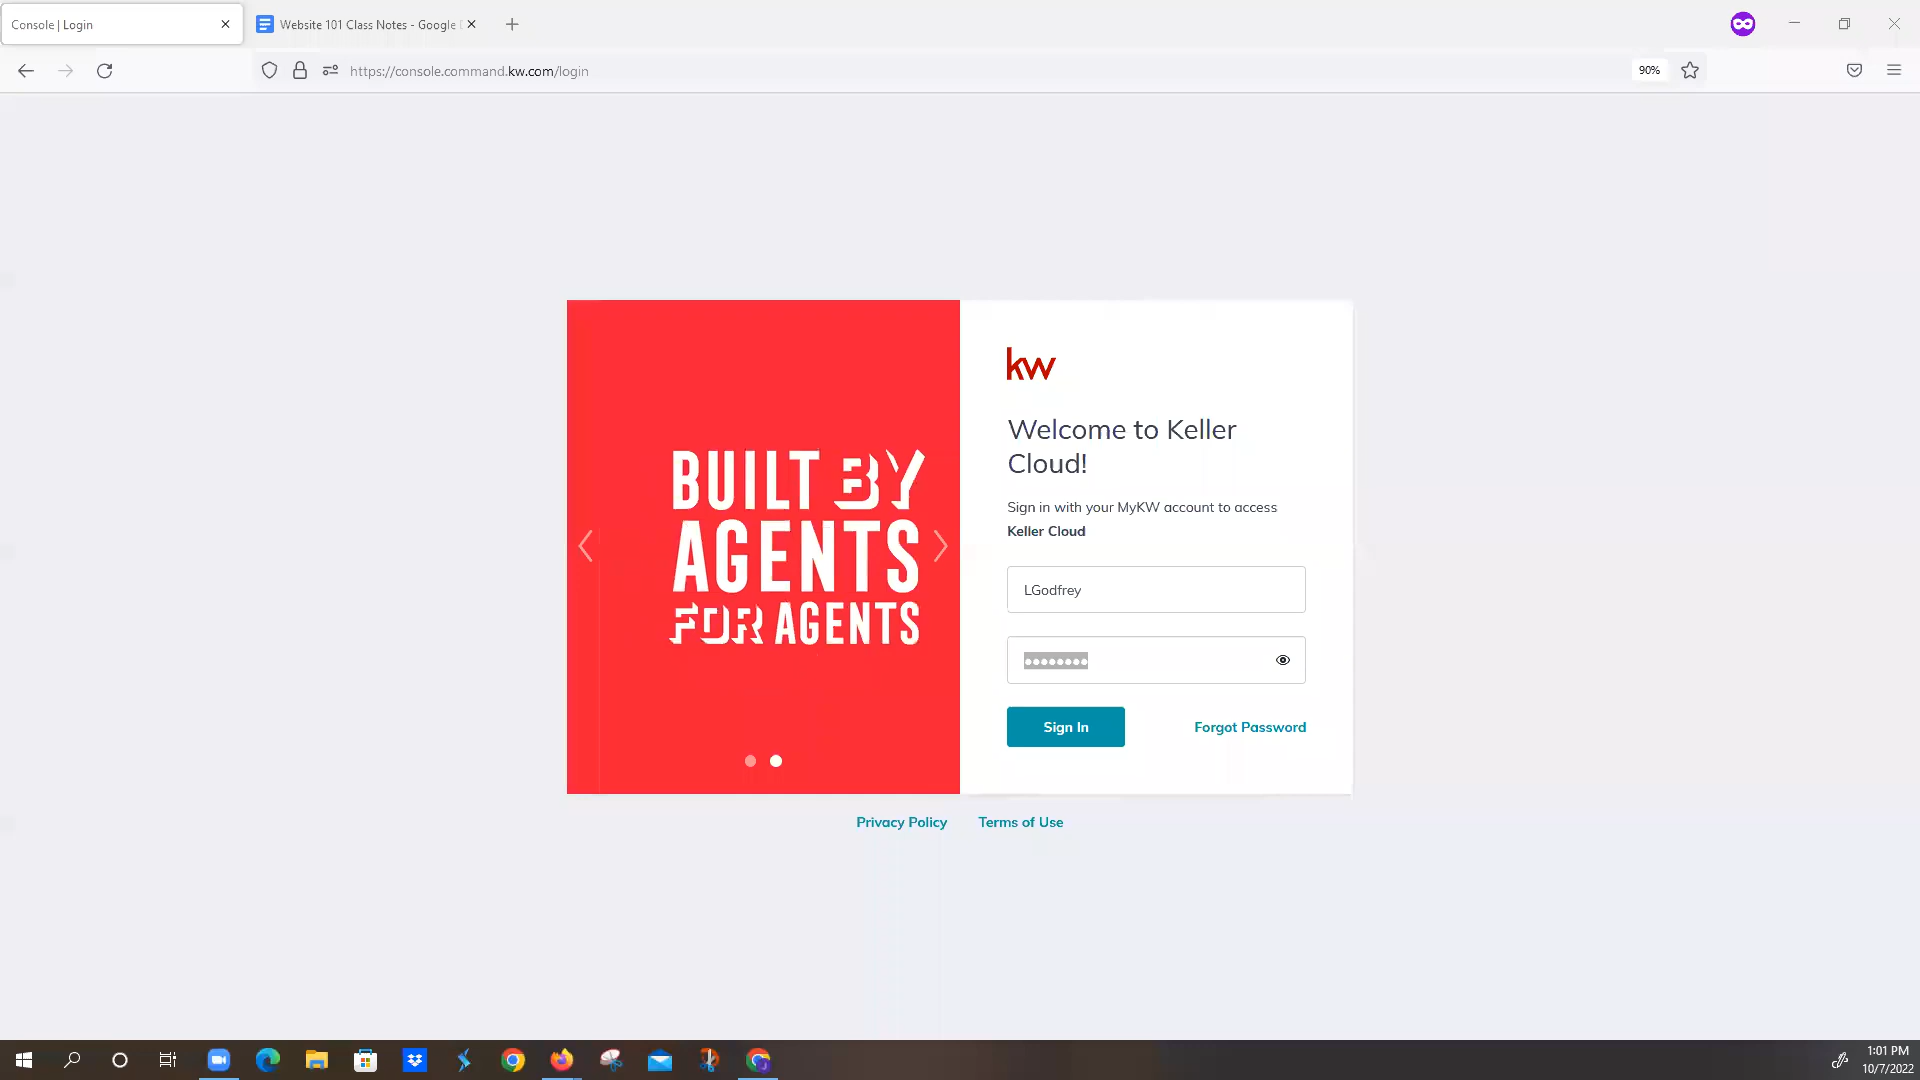 Console | Login
Website 101 Class Notes - Google
https://console.command.kw.com/login
90%
BUILT BY
AGENTS
FOR AGENTS
kw
Welcome to Keller
Cloud!
Sign in with your MyKW account to access
Keller Cloud
LGodfrey
Sign In
Forgot Password
Privacy Policy
Terms of Use
1:01 PM
10/7/2022